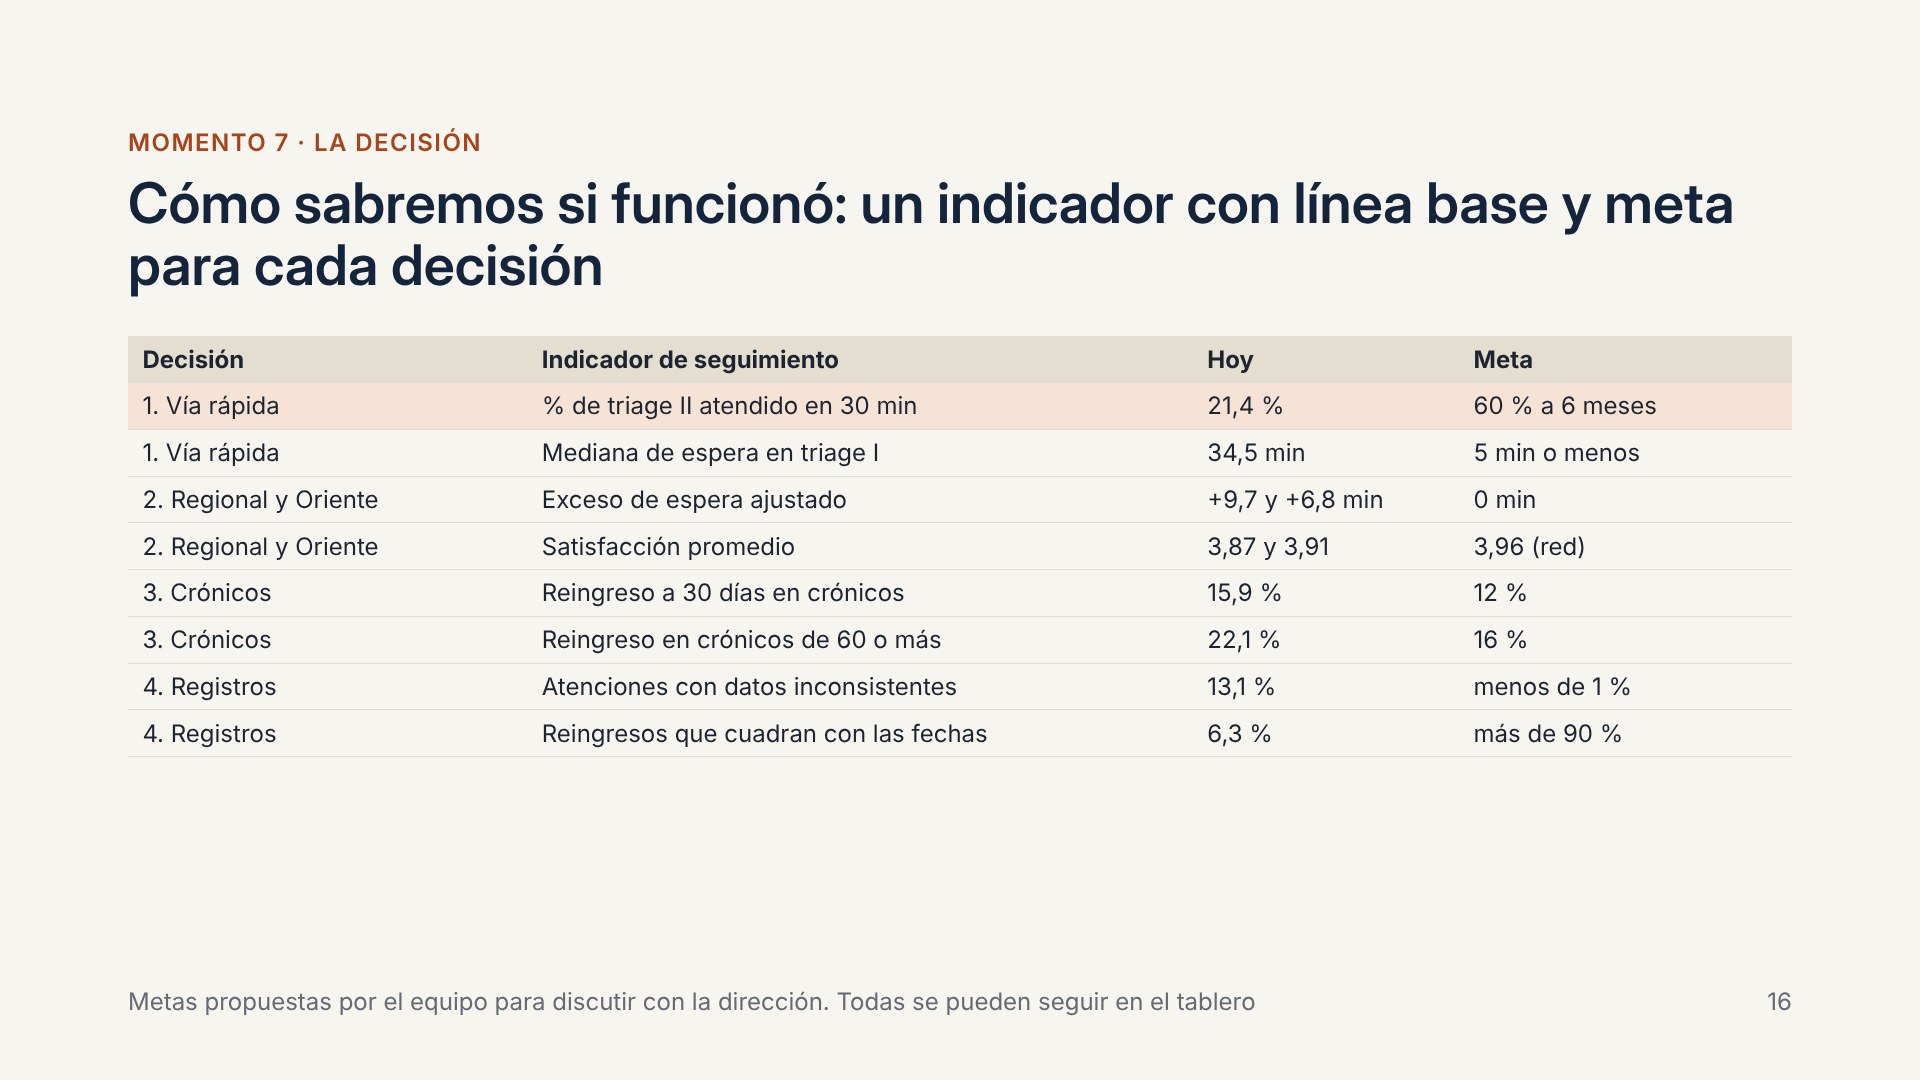 MOMENTO 7 · LA DECISIÓN
Cómo sabremos si funcionó: un indicador con línea base y meta
para cada decisión
Decisión Indicador de seguimiento Hoy Meta
1. Vía rápida % de triage II atendido en 30 min 21,4 % 60 % a 6 meses
1. Vía rápida Mediana de espera en triage I 34,5 min 5 min o menos
2. Regional y Oriente Exceso de espera ajustado +9,7 y +6,8 min 0 min
2. Regional y Oriente Satisfacción promedio 3,87 y 3,91 3,96 (red)
3. Crónicos Reingreso a 30 días en crónicos 15,9 % 12 %
3. Crónicos Reingreso en crónicos de 60 o más 22,1 % 16 %
4. Registros Atenciones con datos inconsistentes 13,1 % menos de 1 %
4. Registros Reingresos que cuadran con las fechas 6,3 % más de 90 %
Metas propuestas por el equipo para discutir con la dirección. Todas se pueden seguir en el tablero 16